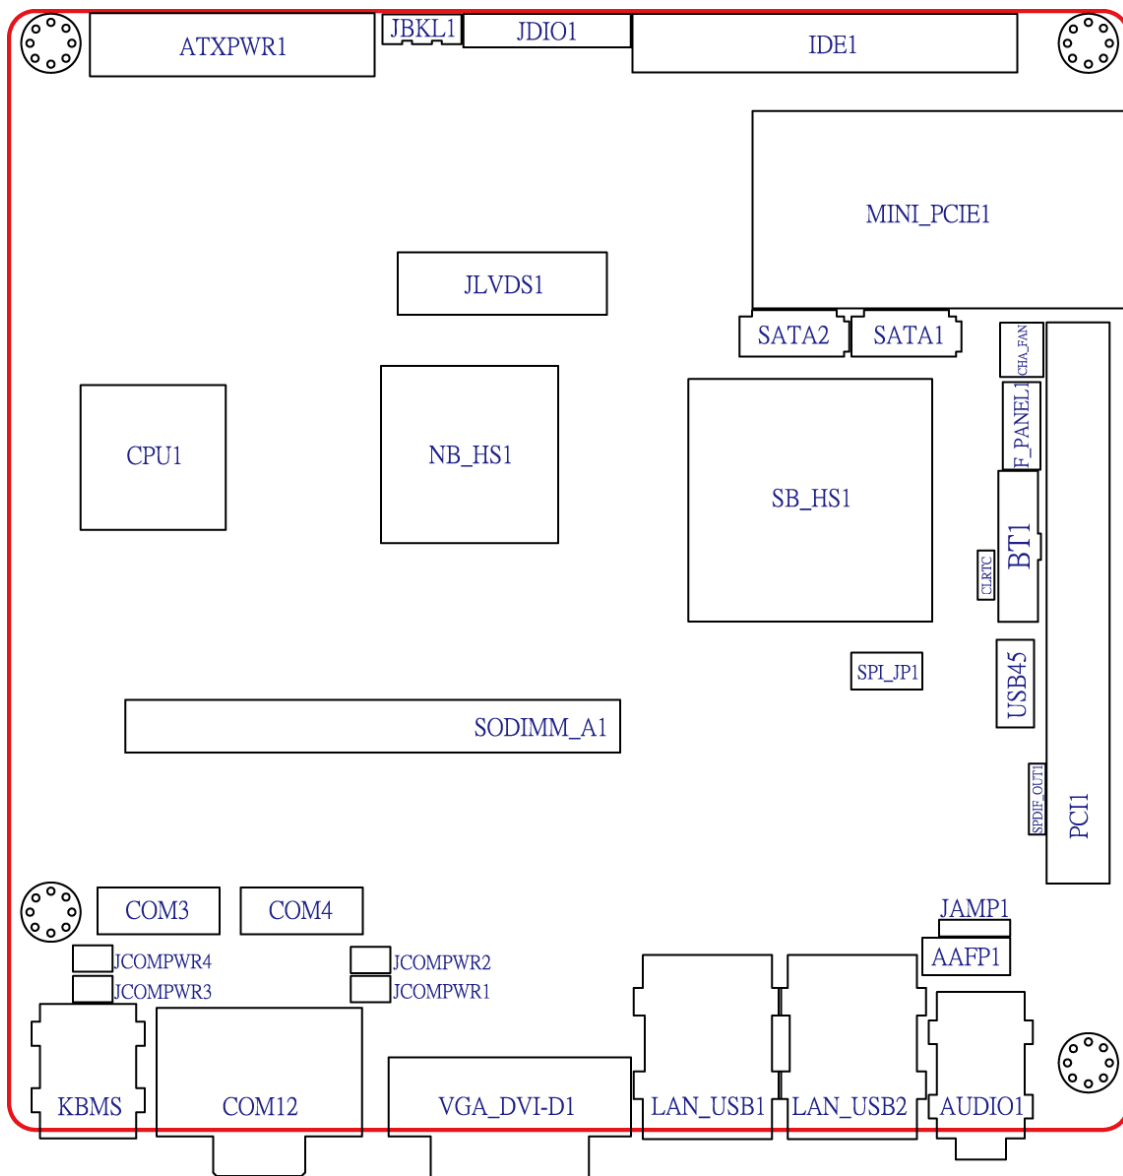 ATXPWR1
JBKL1
JDIO1
IDE1
MINI_PCIE1
JLVDS1
SATA2
SATA1
CHA_FAN
F_PANEL1
CPU1
NB_HS1
SB_HS1
BT1
CLRTC
SPI_JP1
USB45
SODIMM_A1
SPDIF_OUT1
PCI1
COM3
COM4
JAMP1
AAFP1
JCOMPWR4
JCOMPWR2
JCOMPWR3
JCOMPWR1
KBMS
COM12
VGA_DVI-D1
LAN_USB1
LAN_USB2
AUDIO1